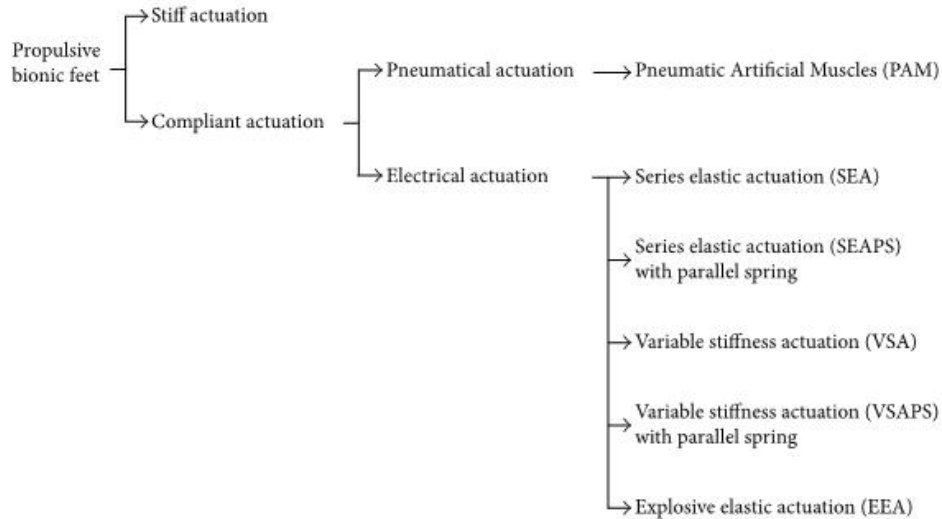 Propulsive
bionic feet
Stiff actuation
Compliant actuation
Pneumatical actuation
Pneumatic Artificial Muscles (PAM)
Electrical actuation
Series elastic actuation (SEA)
Series elastic actuation (SEAPS)
with parallel spring
Variable stiffness actuation (VSA)
Variable stiffness actuation (VSAPS)
with parallel spring
Explosive elastic actuation (EEA)